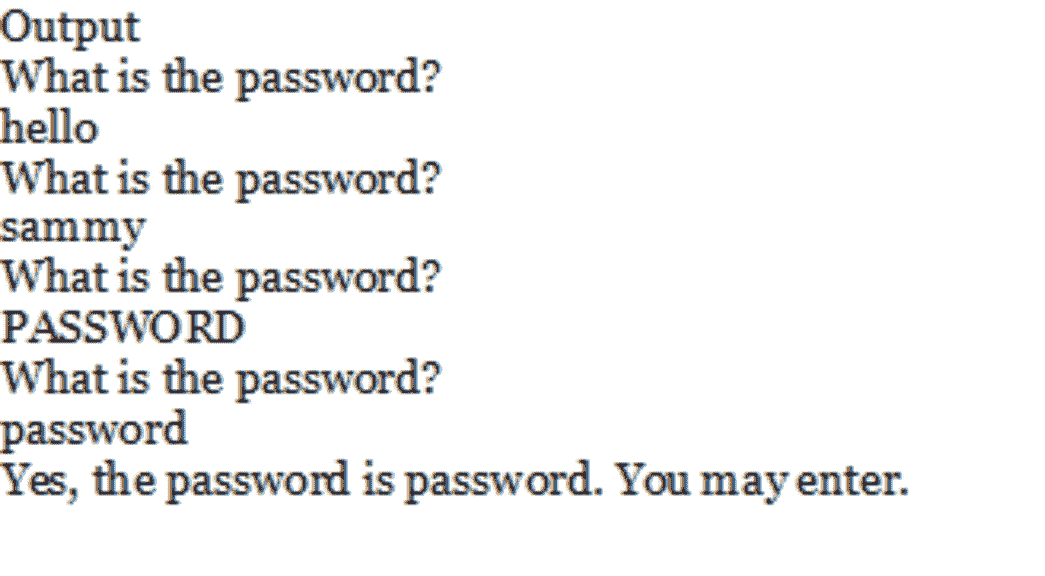 Output
What is the password?
hello
What is the password?
sammy
What is the password?
PASSWORD
What is the password?
password
Yes, the password is password. You may enter.